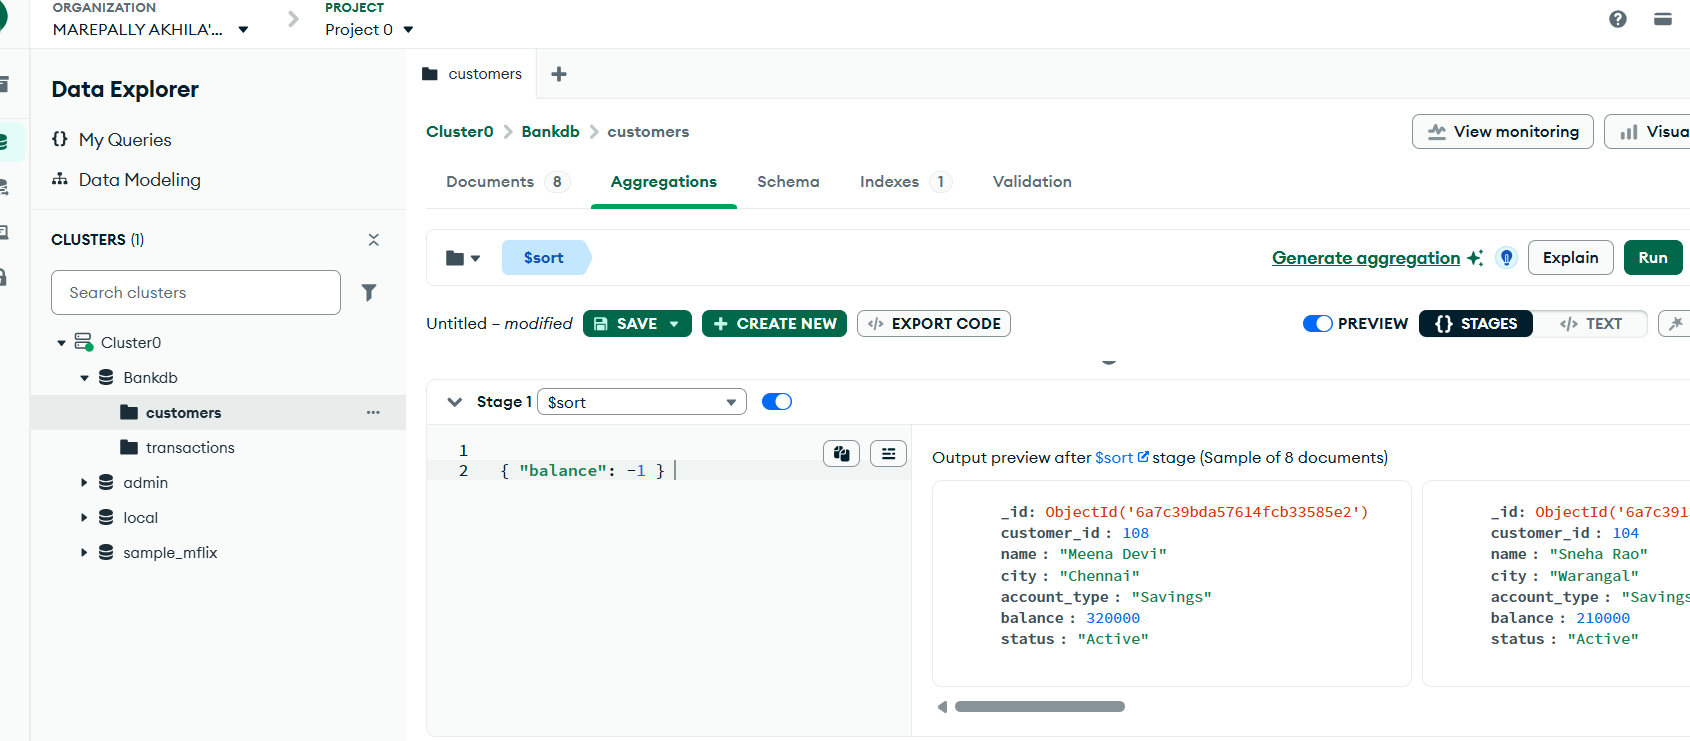 ORGANIZATION
MAREPALLY AKHILA'...
PROJECT
Project 0
Data Explorer
{} My Queries
Data Modeling
CLUSTERS (1)
Search clusters
Cluster0
Bankdb
customers
transactions
admin
local
sample_mflix
customers
Cluster0 > Bankdb > customers
View monitoring
Visua
Documents 8
Aggregations
Schema
Indexes 1
Validation
$sort
Generate aggregation
Explain
Run
Untitled – modified
SAVE
+ CREATE NEW
</> EXPORT CODE
PREVIEW
{} STAGES
</> TEXT
Stage 1 $sort
1
2 { "balance": -1 }
Output preview after $sort stage (Sample of 8 documents)
_id: ObjectId('6a7c39bda57614fcb33585e2')
customer_id : 108
name : "Meena Devi"
city : "Chennai"
account_type : "Savings"
balance : 320000
status : "Active"
_id: ObjectId('6a7c391
customer_id : 104
name : "Sneha Rao"
city : "Warangal"
account_type : "Savings
balance : 210000
status : "Active"